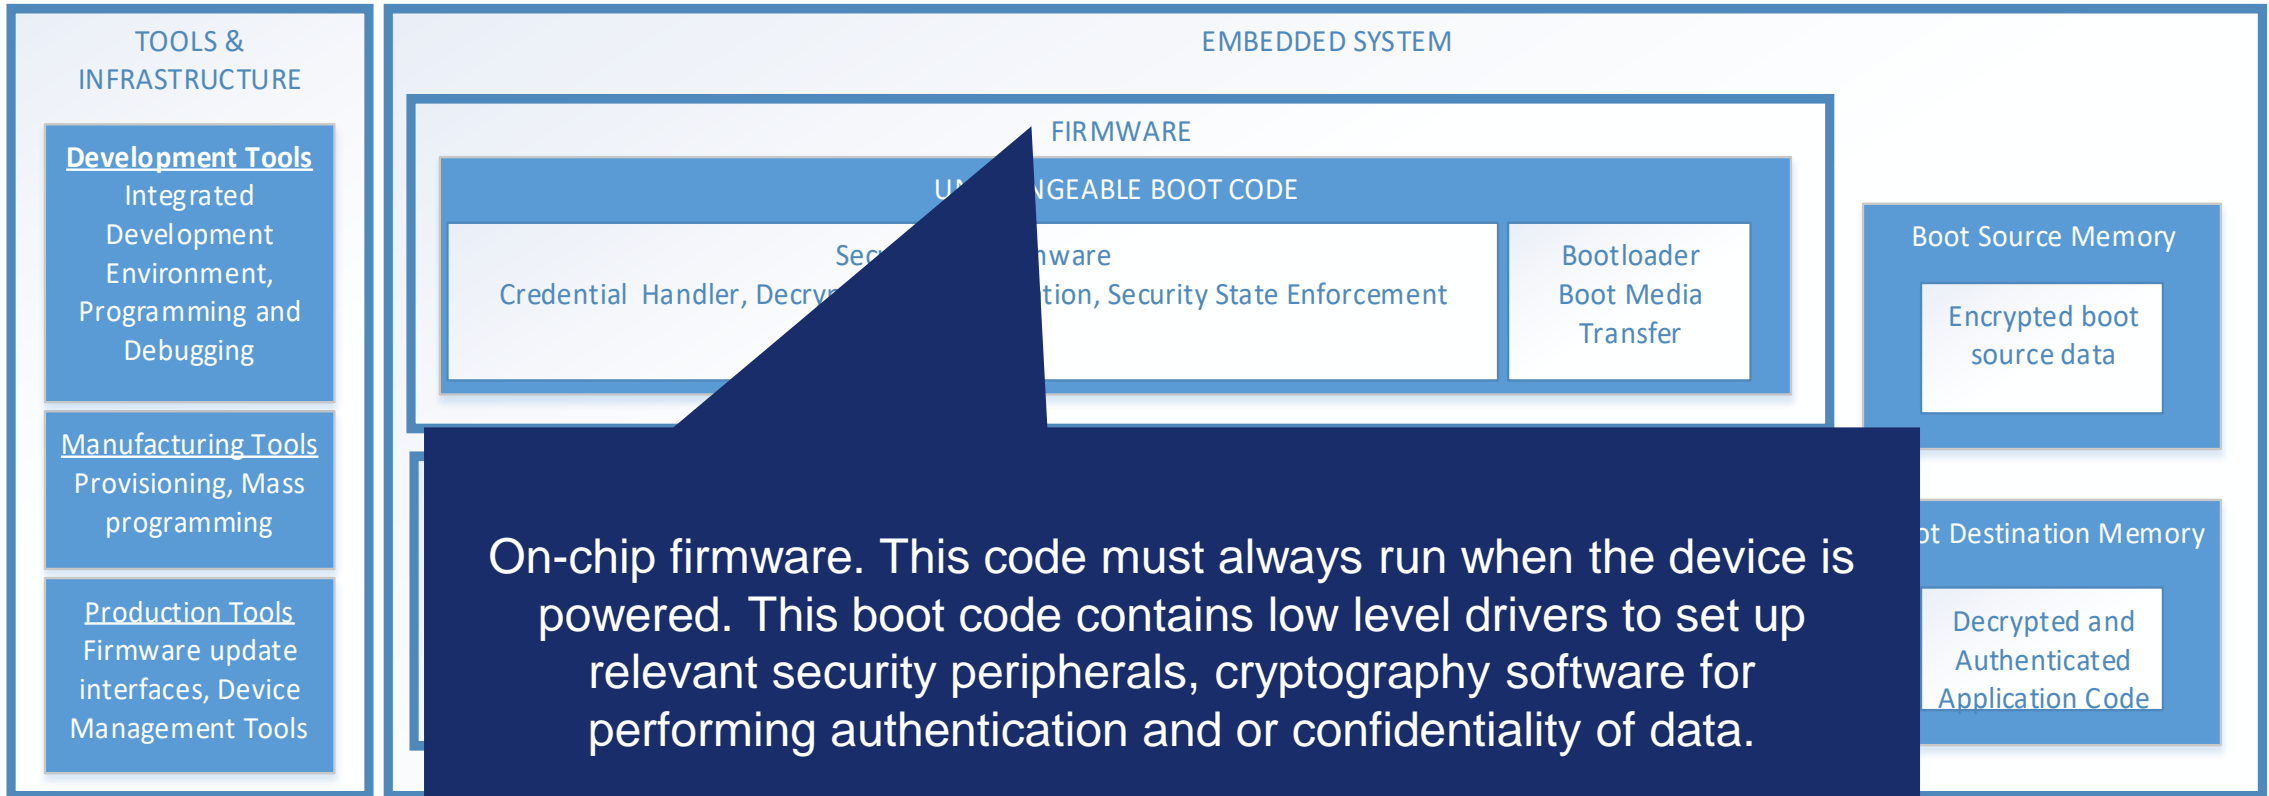 TOOLS &
INFRASTRUCTURE
Development Tools
Integrated
Development
Environment,
Programming and
Debugging
Manufacturing Tools
Provisioning, Mass
programming
Production Tools
Firmware update
interfaces, Device
Management Tools
EMBEDDED SYSTEM
FIRMWARE
BOOT CODE
Bootloader
Boot Media
Transfer
Credential Handler, Security State Enforcement
Boot Source Memory
Encrypted boot
source data
Destination Memory
Decrypted and
Authenticated
Application Code
On-chip firmware. This code must always run when the device is
powered. This boot code contains low level drivers to set up
relevant security peripherals, cryptography software for
performing authentication and or confidentiality of data.